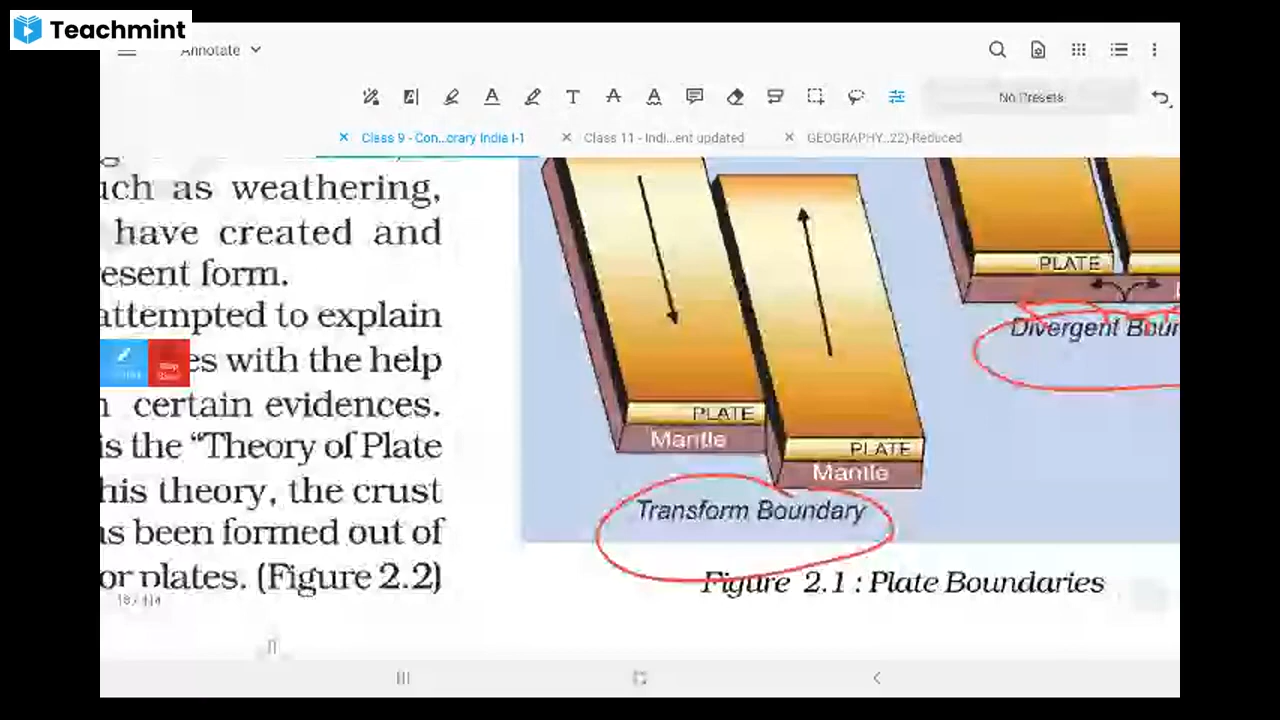 Teachmint
Annotate
No Presets
Class 9 - Con...crary India I-1
Class 11 - Indi...ent updated
GEOGRAPHY...22)-Reduced
uch as weathering,
have created and
esent form.
attempted to explain
es with the help
certain evidences.
is the “Theory of Plate
his theory, the crust
as been formed out of
or plates. (Figure 2.2)
PLATE
Mantle
PLATE
Mantle
Transform Boundary
PLATE
Divergent Boun
Figure 2.1 : Plate Boundaries